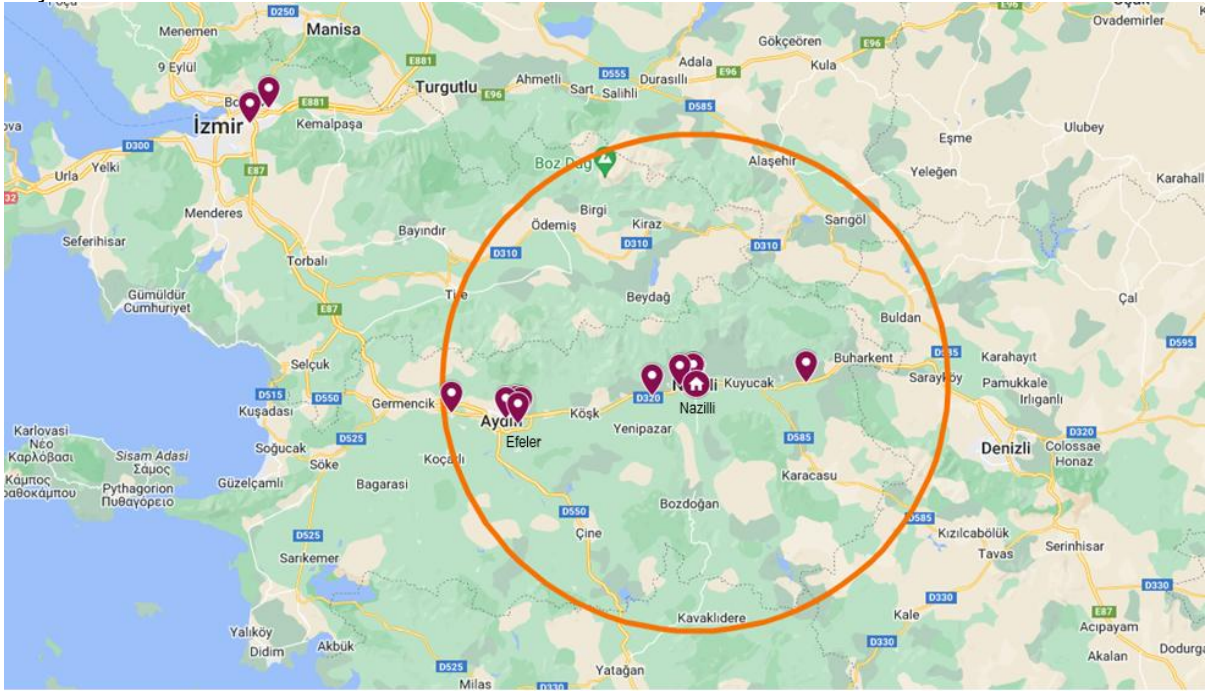 D250
Menemen
Manisa
9 Eylül
E881
Turgutlu
E96
Ahmetli
Sart
Salihli
D555
Durasıllı
Adala
E96
Gökçeören
Kula
E96
Ovademirler
D585
İzmir
E881
Kemalpaşa
D300
Urla
Yelki
E87
Menderes
Seferihisar
Torbalı
Bayındır
Boz Dağ
Alaşehir
Eşme
Ulubey
Yeleğen
Karahall
Birgi
Ödemiş
Kiraz
D310
D310
D310
Sarıgöl
Gümüldür
Cumhuriyet
E87
Tire
Beydağ
Buldan
Çal
D595
Selçuk
D515
D550
Kuşadası
Germencik
Aydın
Efeler
Köşk
D320
Nazilli
Kuyucak
Buharkent
Sarayköy
Karahayıt
Pamukkale
Irlıganlı
D320
Yenipazar
Karlovasi
Νέο
Καρλόβασι
Sisam Adasi
Σάμος
Pythagorion
Πυθαγόρειο
Soğucak
Söke
D525
Güzelçamlı
Koçarlı
Bagarasi
D585
Karacasu
Denizli
Colossae
Honaz
Bozdoğan
D550
Çine
D525
Sarıkemer
D585
Kızılcabölük
Tavas
Serinhisar
D330
Kavaklıdere
Kale
E87
Acıpayam
Yalıköy
Didim
Akbük
D525
Milas
Yatağan
D330
D330
Akalan
Dodurga